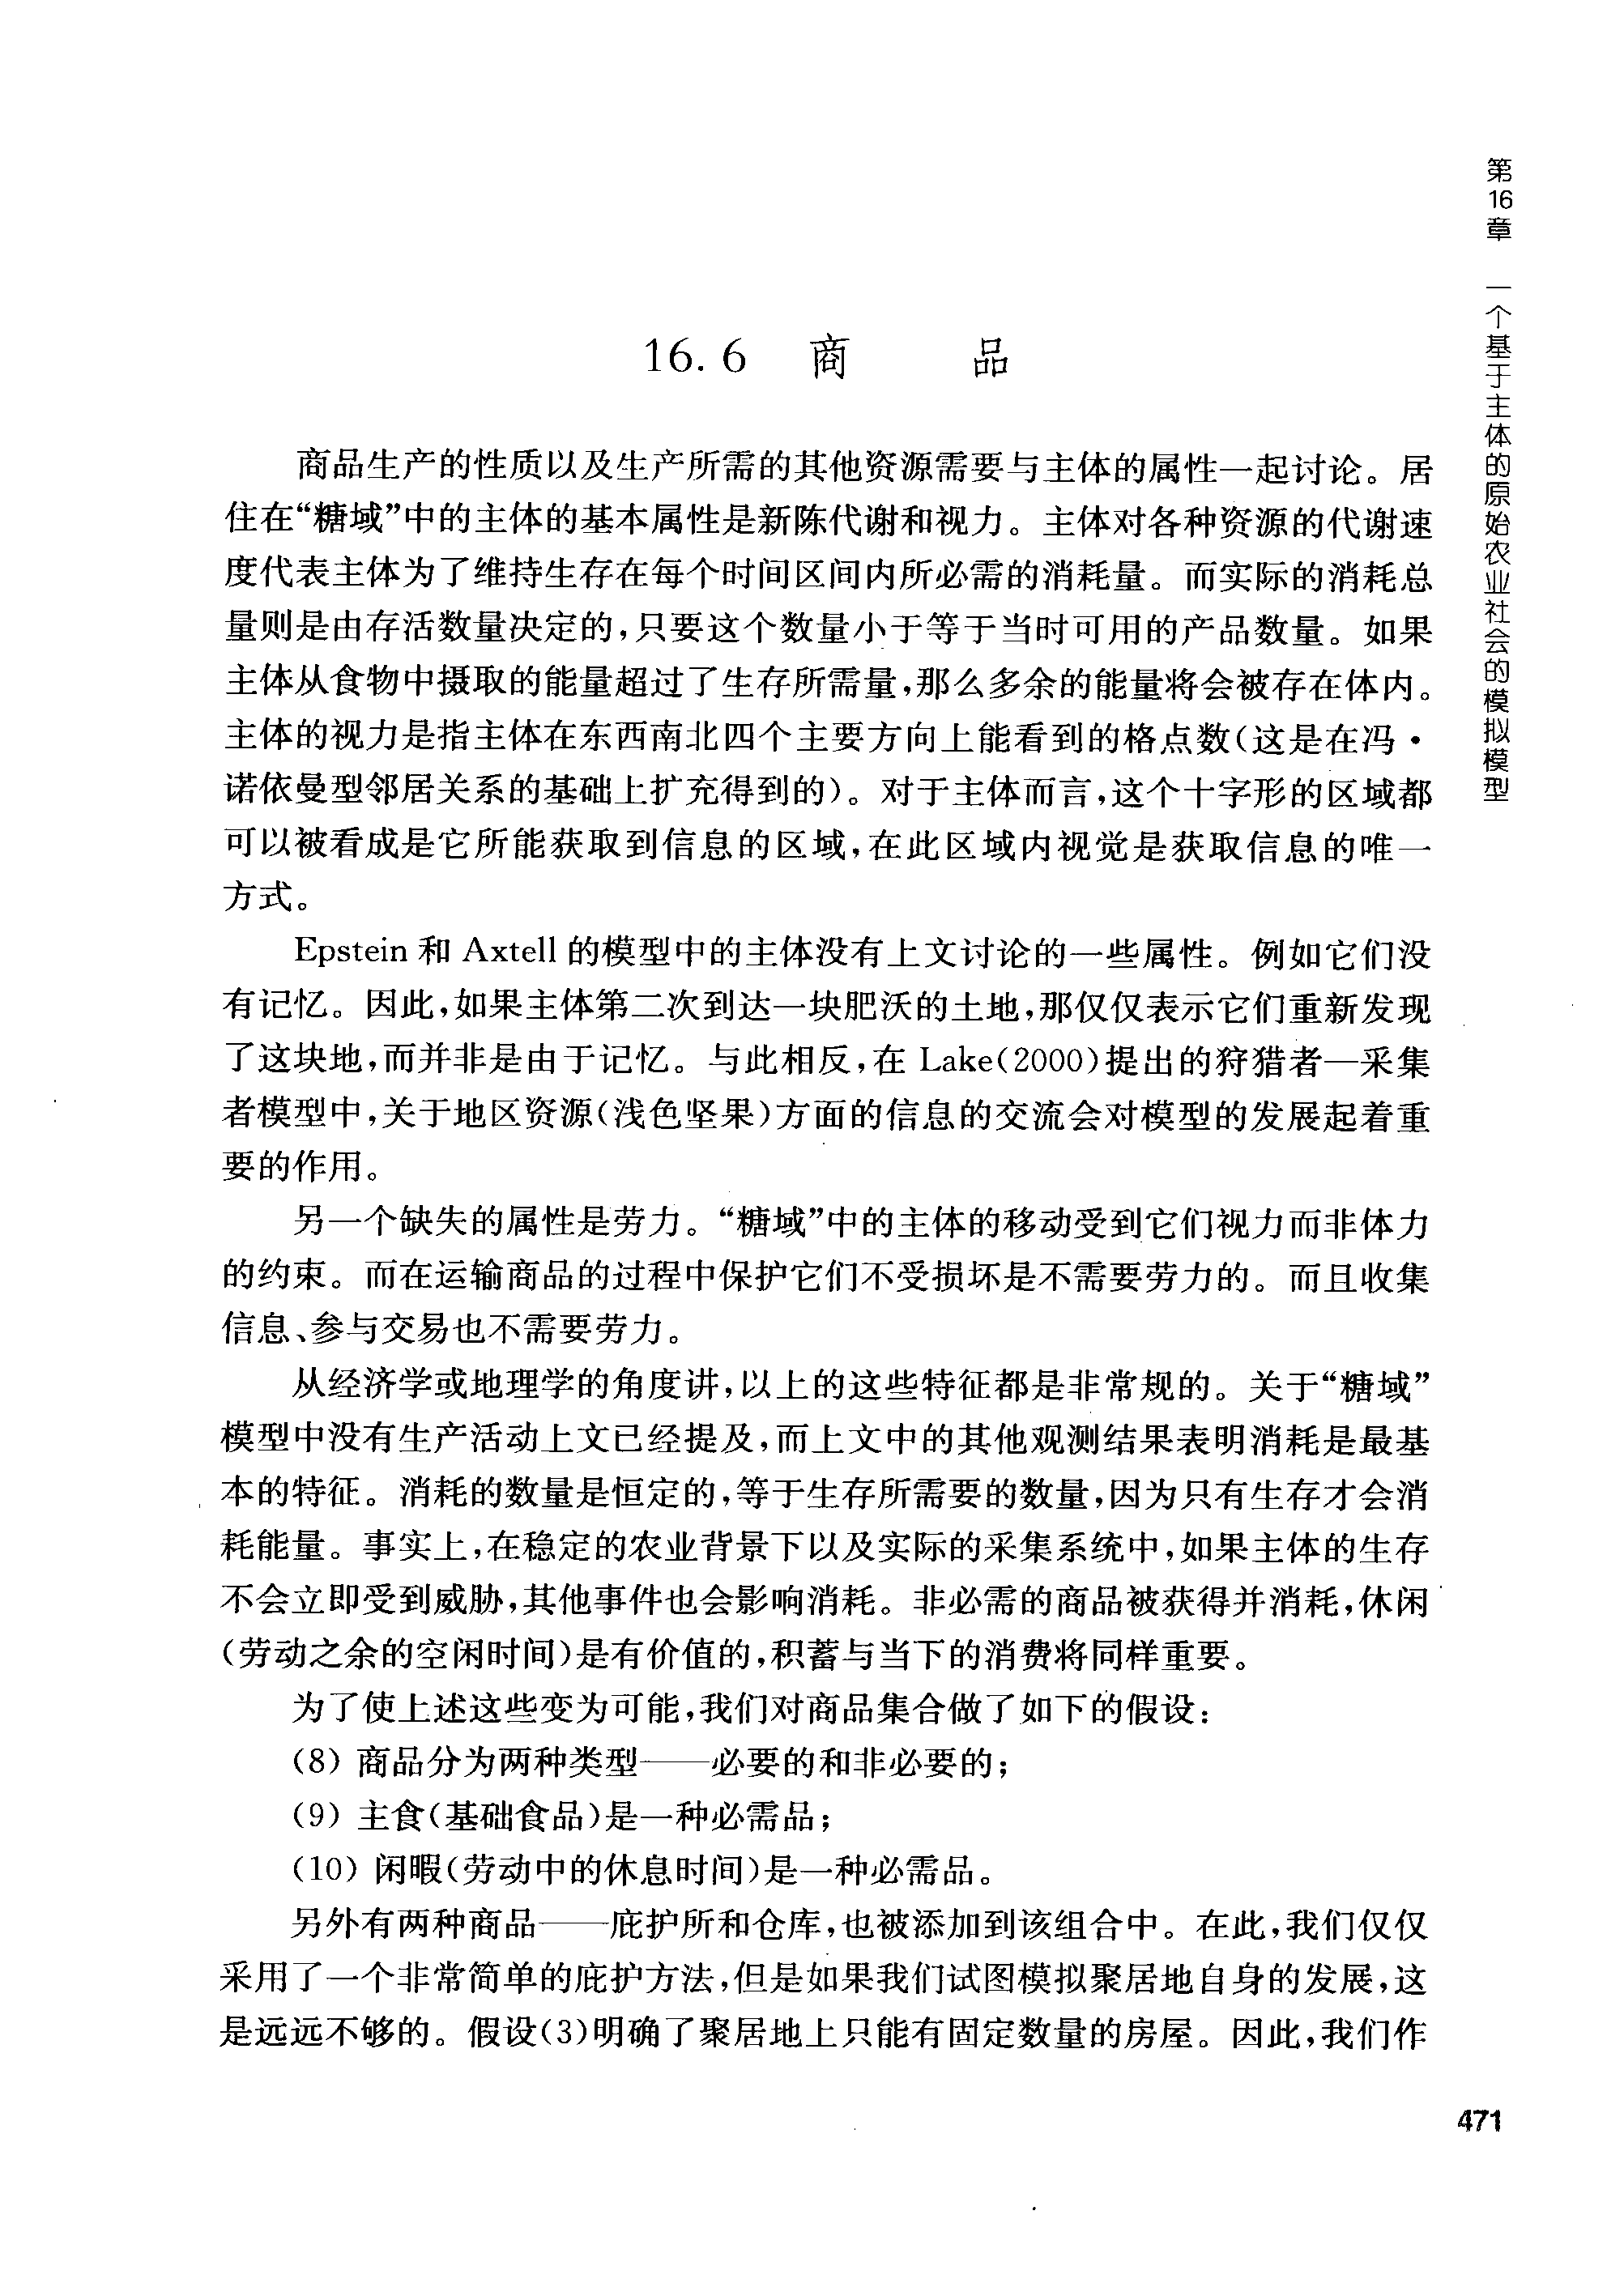 第16章 一个基于主体的原始农业社会的模拟模型
16.6 商 品
商品生产的性质以及生产所需的其他资源需要与主体的属性一起讨论。居
住在“糖域”中的主体的基本属性是新陈代谢和视力。主体对各种资源的代谢速
度代表主体为了维持生存在每个时间区间内所必需的消耗量。而实际的消耗总
量则是由存活数量决定的,只要这个数量小于等于当时可用的产品数量。如果
主体从食物中摄取的能量超过了生存所需量,那么多余的能量将会被存在体内。
主体的视力是指主体在东西南北四个主要方向上能看到的格点数(这是在冯·
诺依曼型邻居关系的基础上扩充得到的)。对于主体而言,这个十字形的区域都
可以被看成是它所能获取到信息的区域,在此区域内视觉是获取信息的唯一
方式。
Epstein 和 Axtell 的模型中的主体没有上文讨论的一些属性。例如它们没
有记忆。因此,如果主体第二次到达一块肥沃的土地,那仅仅表示它们重新发现
了这块地,而并非是由于记忆。与此相反,在 Lake(2000)提出的狩猎者—采集
者模型中,关于地区资源(浅色坚果)方面的信息的交流会对模型的发展起着重
要的作用。
另一个缺失的属性是劳力。“糖域”中的主体的移动受到它们视力而非体力
的约束。而在运输商品的过程中保护它们不受损坏是不需要劳力的。而且收集
信息、参与交易也不需要劳力。
从经济学或地理学的角度讲,以上的这些特征都是非常规的。关于“糖域”
模型中没有生产活动上文已经提及,而上文中的其他观测结果表明消耗是最基
本的特征。消耗的数量是恒定的,等于生存所需要的数量,因为只有生存才会消
耗能量。事实上,在稳定的农业背景下以及实际的采集系统中,如果主体的生存
不会立即受到威胁,其他事件也会影响消耗。非必需的商品被获得并消耗,休闲
(劳动之余的空闲时间)是有价值的,积蓄与当下的消费将同样重要。
为了使上述这些变为可能,我们对商品集合做了如下的假设:
(8) 商品分为两种类型——必要的和非必要的;
(9) 主食(基础食品)是一种必需品;
(10) 闲暇(劳动中的休息时间)是一种必需品。
另外有两种商品——庇护所和仓库,也被添加到该组合中。在此,我们仅仅
采用了一个非常简单的庇护方法,但是如果我们试图模拟聚居地自身的发展,这
是远远不够的。假设(3)明确了聚居地上只能有固定数量的房屋。因此,我们作
471